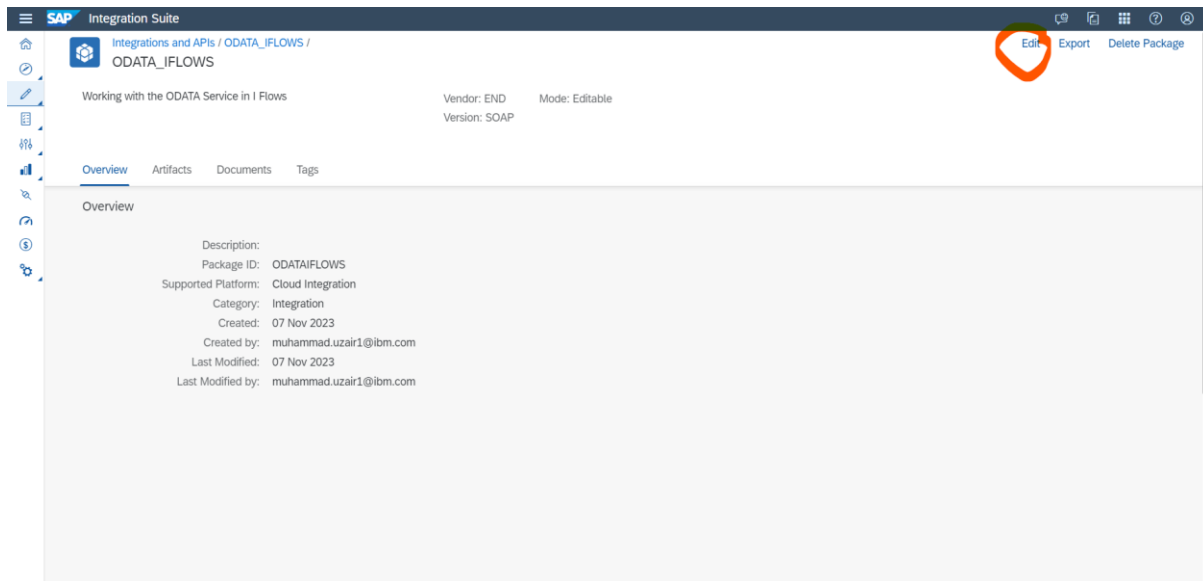 SAP Integration Suite
Integrations and APIs / ODATA_IFLOWS /
Edit Export Delete Package
ODATA_IFLOWS
Working with the ODATA Service in I Flows
Vendor: END Mode: Editable
Version: SOAP
Overview Artifacts Documents Tags
Overview
Description:
Package ID: ODATAIFLOWS
Supported Platform: Cloud Integration
Category: Integration
Created: 07 Nov 2023
Created by: muhammad.uzair1@ibm.com
Last Modified: 07 Nov 2023
Last Modified by: muhammad.uzair1@ibm.com